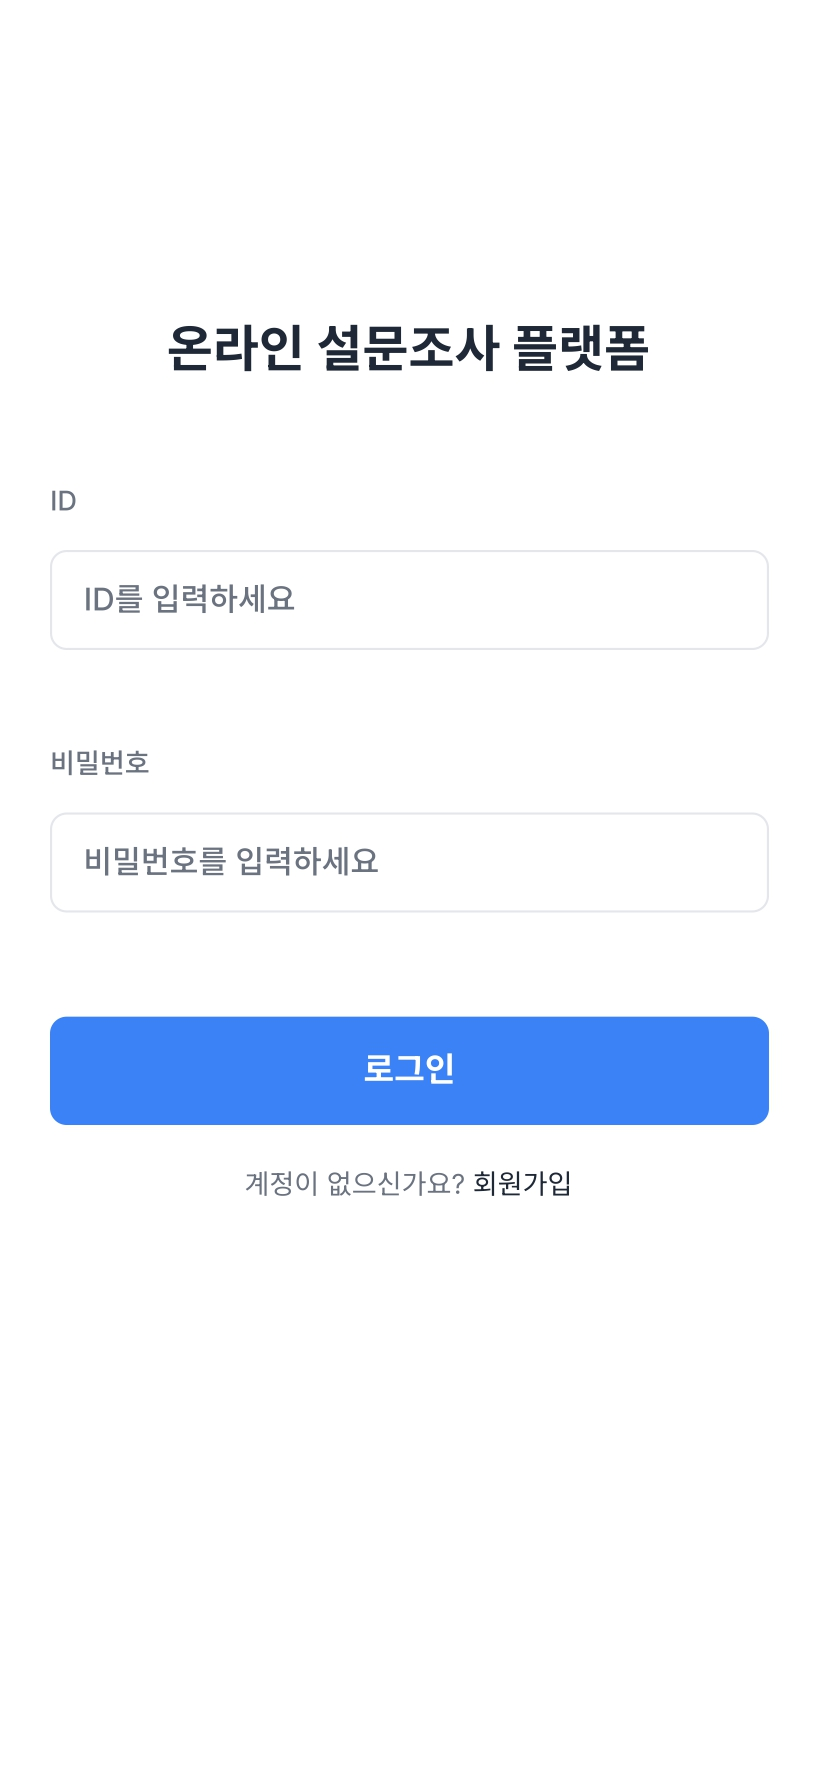 온라인 설문조사 플랫폼
ID
ID를 입력하세요
비밀번호
비밀번호를 입력하세요
로그인
계정이 없으신가요? 회원가입